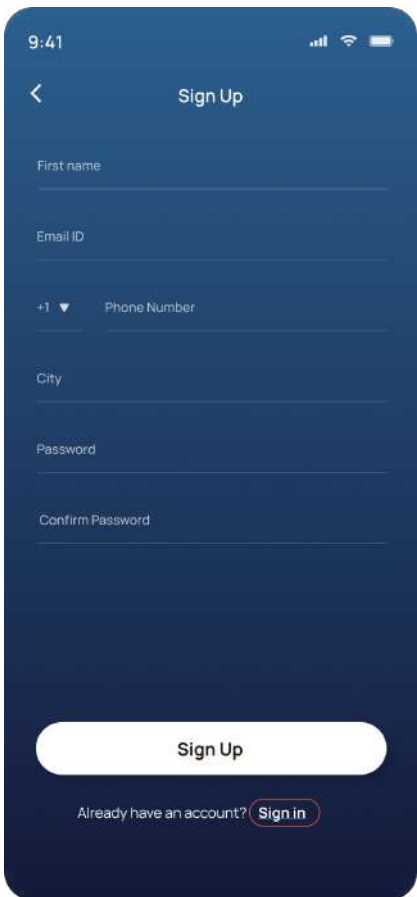 9:41
Sign Up
First name
Email ID
+1 ▼ Phone Number
City
Password
Confirm Password
Sign Up
Already have an account? Sign in